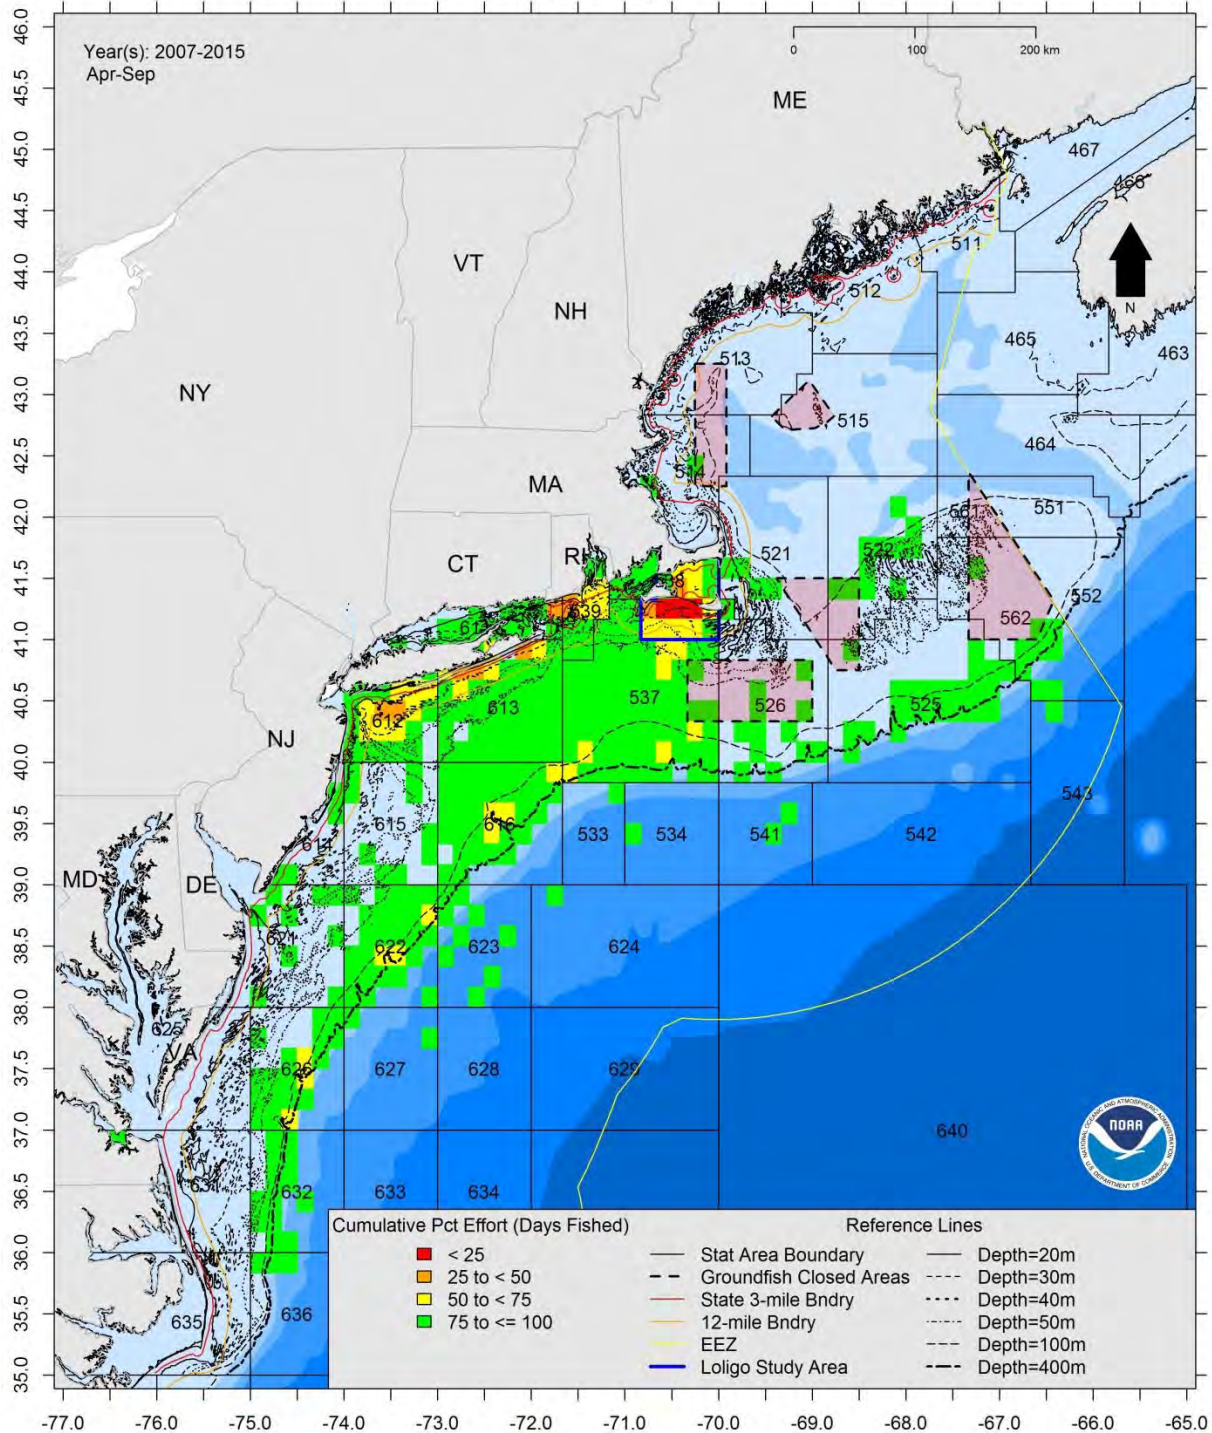 Year(s): 2007-2015
Apr-Sep
0 100 200 km
46.0
45.5
45.0
44.5
44.0
43.5
43.0
42.5
42.0
41.5
41.0
40.5
40.0
39.5
39.0
38.5
38.0
37.5
37.0
36.5
36.0
35.5
35.0
ME
467
466
511
VT
512
N
NH
465
463
513
NY
515
464
514
MA
551
561
521
522
CT
RI
538
552
539
611
562
537
525
612
613
526
NJ
543
615
616
533
534
541
542
614
MD
DE
621
622
623
624
625
VA
626
627
628
629
640
NOAA
NATIONAL OCEANIC AND ATMOSPHERIC ADMINISTRATION
U.S. DEPARTMENT OF COMMERCE
631
632
633
634
635
636
Cumulative Pct Effort (Days Fished)
< 25
25 to < 50
50 to < 75
75 to <= 100
Reference Lines
Stat Area Boundary
Groundfish Closed Areas
State 3-mile Bndry
12-mile Bndry
EEZ
Loligo Study Area
Depth=20m
Depth=30m
Depth=40m
Depth=50m
Depth=100m
Depth=400m
-77.0 -76.0 -75.0 -74.0 -73.0 -72.0 -71.0 -70.0 -69.0 -68.0 -67.0 -66.0 -65.0